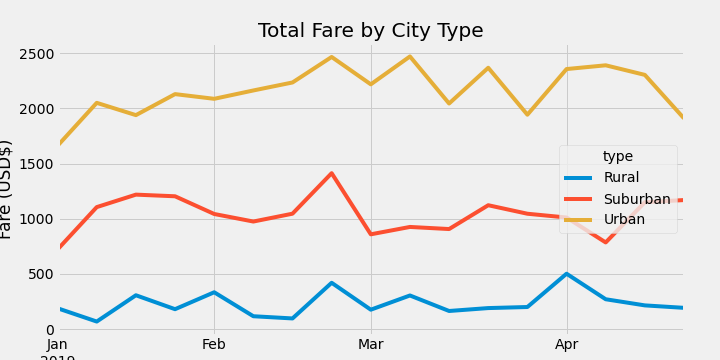 Total Fare by City Type
Fare (USD$)
2500
2000
1500
1000
500
0
type
Rural
Suburban
Urban
Jan
Feb
Mar
Apr
2019